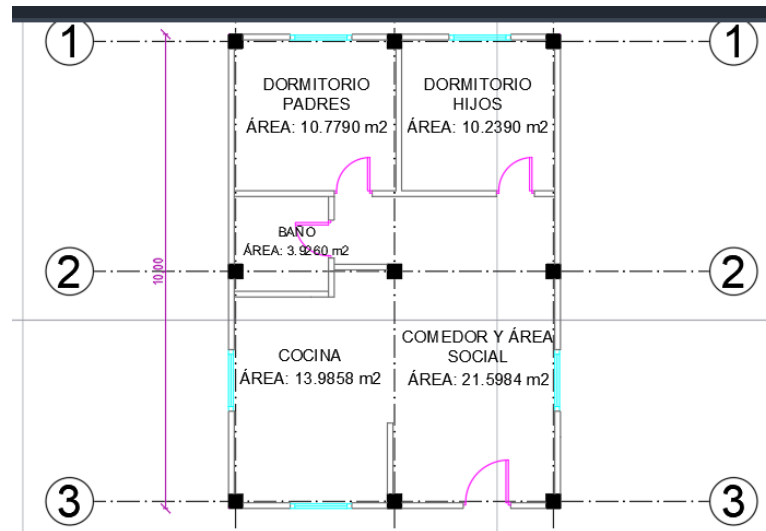 1
1
DORMITORIO
PADRES
ÁREA: 10.7790 m2
DORMITORIO
HIJOS
ÁREA: 10.2390 m2
BAÑO
ÁREA: 3.9260 m2
2
2
10.00
COCINA
ÁREA: 13.9858 m2
COMEDOR Y ÁREA
SOCIAL
ÁREA: 21.5984 m2
3
3